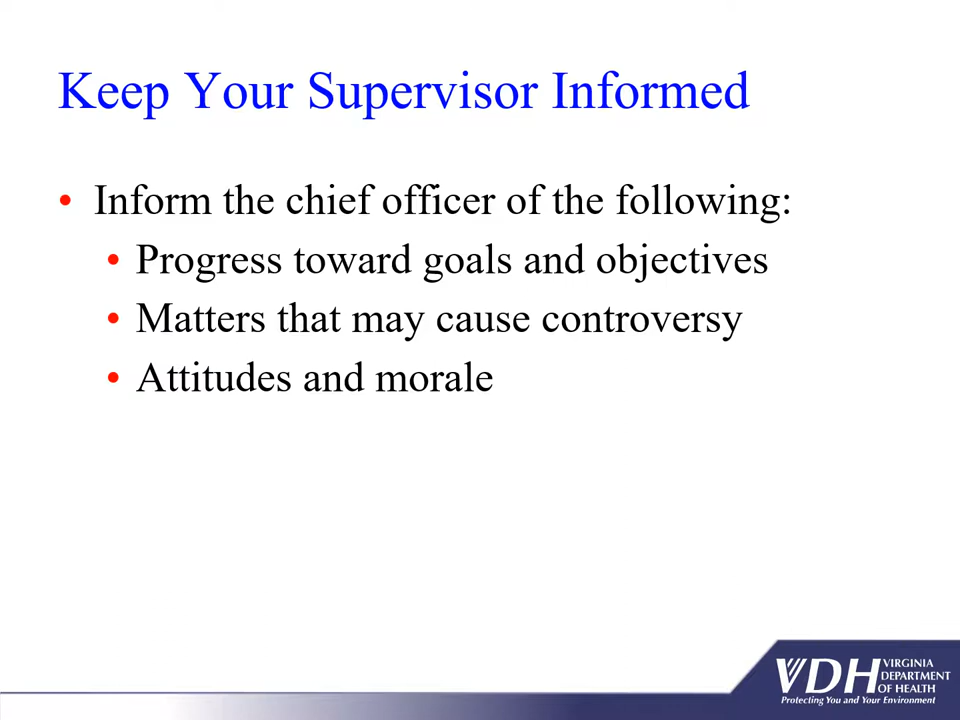 Keep Your Supervisor Informed
• Inform the chief officer of the following:
• Progress toward goals and objectives
• Matters that may cause controversy
• Attitudes and morale
VDH VIRGINIA
DEPARTMENT
OF HEALTH
Protecting You and Your Environment